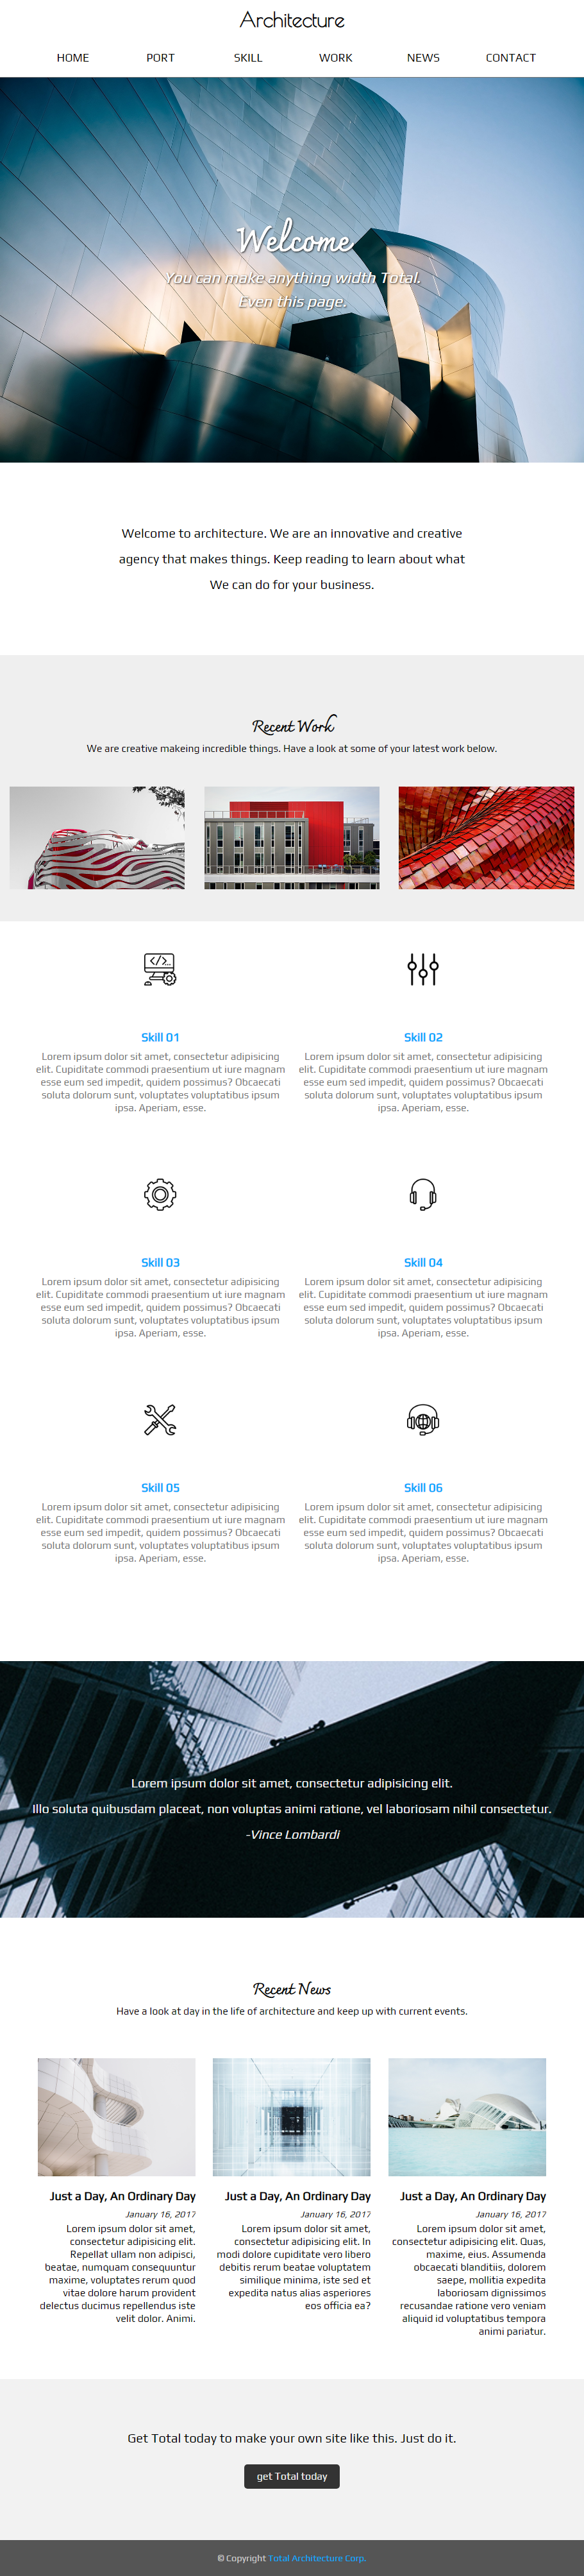 Architecture
HOME PORT SKILL WORK NEWS CONTACT
Welcome
You can make anything width Total.
Even this page.
Welcome to architecture. We are an innovative and creative
agency that makes things. Keep reading to learn about what
We can do for your business.
Recent Work
We are creative makeing incredible things. Have a look at some of your latest work below.
Skill 01
Lorem ipsum dolor sit amet, consectetur adipisicing
elit. Cupiditate commodi praesentium ut iure magnam
esse eum sed impedit, quidem possimus? Obcaecati
soluta dolorum sunt, voluptates voluptatibus ipsum
ipsa. Aperiam, esse.
Skill 02
Lorem ipsum dolor sit amet, consectetur adipisicing
elit. Cupiditate commodi praesentium ut iure magnam
esse eum sed impedit, quidem possimus? Obcaecati
soluta dolorum sunt, voluptates voluptatibus ipsum
ipsa. Aperiam, esse.
Skill 03
Lorem ipsum dolor sit amet, consectetur adipisicing
elit. Cupiditate commodi praesentium ut iure magnam
esse eum sed impedit, quidem possimus? Obcaecati
soluta dolorum sunt, voluptates voluptatibus ipsum
ipsa. Aperiam, esse.
Skill 04
Lorem ipsum dolor sit amet, consectetur adipisicing
elit. Cupiditate commodi praesentium ut iure magnam
esse eum sed impedit, quidem possimus? Obcaecati
soluta dolorum sunt, voluptates voluptatibus ipsum
ipsa. Aperiam, esse.
Skill 05
Lorem ipsum dolor sit amet, consectetur adipisicing
elit. Cupiditate commodi praesentium ut iure magnam
esse eum sed impedit, quidem possimus? Obcaecati
soluta dolorum sunt, voluptates voluptatibus ipsum
ipsa. Aperiam, esse.
Skill 06
Lorem ipsum dolor sit amet, consectetur adipisicing
elit. Cupiditate commodi praesentium ut iure magnam
esse eum sed impedit, quidem possimus? Obcaecati
soluta dolorum sunt, voluptates voluptatibus ipsum
ipsa. Aperiam, esse.
Lorem ipsum dolor sit amet, consectetur adipisicing elit.
Illo soluta quibusdam placeat, non voluptas animi ratione, vel laboriosam nihil consectetur.
-Vince Lombardi
Recent News
Have a look at day in the life of architecture and keep up with current events.
Just a Day, An Ordinary Day
January 16, 2017
Lorem ipsum dolor sit amet,
consectetur adipisicing elit.
Repellat ullam non adipisci,
beatae, numquam consequuntur
maxime, voluptates rerum quod
vitae dolore harum provident
delectus ducimus repellendus iste
velit dolor. Animi.
Just a Day, An Ordinary Day
January 16, 2017
Lorem ipsum dolor sit amet,
consectetur adipisicing elit. In
modi dolore cupiditate vero libero
debitis rerum beatae voluptatem
similique minima, iste sed et
expedita natus alias asperiores
eos officia ea?
Just a Day, An Ordinary Day
January 16, 2017
Lorem ipsum dolor sit amet,
consectetur adipisicing elit. Quas,
maxime, eius. Assumenda
obcaecati blanditiis, dolorem
saepe, mollitia expedita
laboriosam dignissimos
recusandae ratione vero veniam
aliquid id voluptatibus tempora
animi pariatur.
Get Total today to make your own site like this. Just do it.
get Total today
© Copyright Total Architecture Corp.